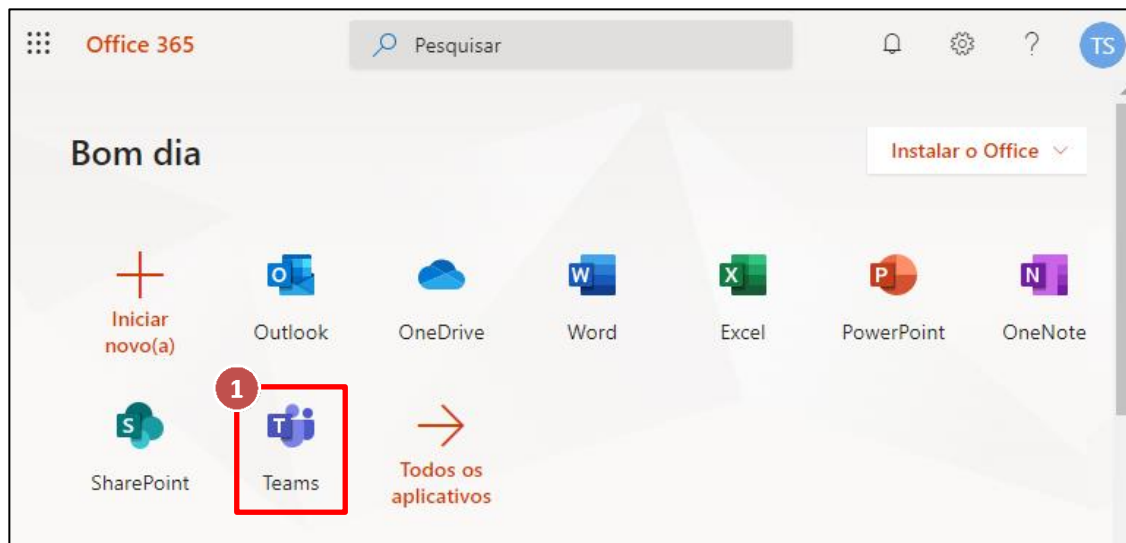 Office 365
Pesquisar
?
TS
Bom dia
Instalar o Office
Iniciar
novo(a)
O
Outlook
OneDrive
W
Word
X
Excel
P
PowerPoint
N
OneNote
S
SharePoint
1
T
Teams
Todos os
aplicativos